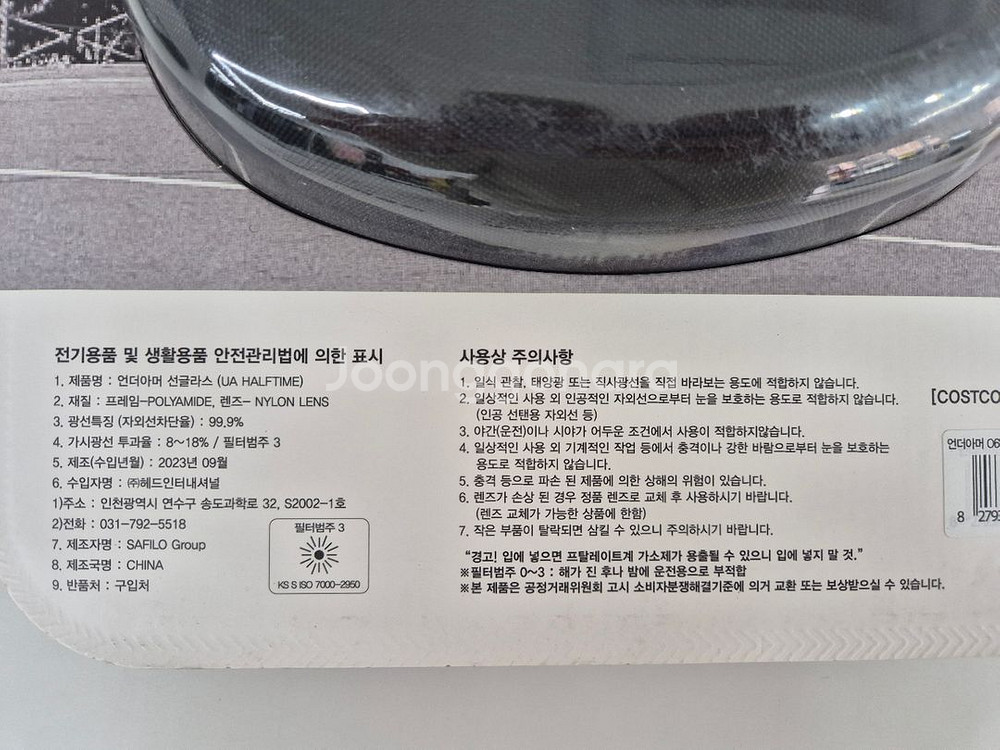 전기용품 및 생활용품 안전관리법에 의한 표시
1. 제품명 : 언더아머 선글라스 (UA HALFTIME)
2. 재질 : 프레임-POLYAMIDE, 렌즈- NYLON LENS
3. 광선특징 (자외선차단율) : 99.9%
4. 가시광선 투과율 : 8~18% / 필터범주 3
5. 제조(수입년월) : 2023년 09월
6. 수입자명 : ㈜헤드인터내셔널
1)주소 : 인천광역시 연수구 송도과학로 32, S2002-1호
2)전화 : 031-792-5518
7. 제조자명 : SAFILO Group
8. 제조국명 : CHINA
9. 반품처 : 구입처
필터범주 3
KS S ISO 7000-2950
Joonggonara
사용상 주의사항
1. 일식 관찰, 태양광 또는 직사광선을 직접 바라보는 용도에 적합하지 않습니다.
2. 일상적인 사용 외 인공적인 자외선으로부터 눈을 보호하는 용도로 적합하지 않습니다.
(인공 선탠용 자외선 등)
3. 야간(운전)이나 시야가 어두운 조건에서 사용이 적합하지않습니다.
4. 일상적인 사용 외 기계적인 작업 등에서 충격이나 강한 바람으로부터 눈을 보호하는
용도로 적합하지 않습니다.
5. 충격 등으로 파손 된 제품에 의한 상해의 위험이 있습니다.
6. 렌즈가 손상 된 경우 정품 렌즈로 교체 후 사용하시기 바랍니다.
(렌즈 교체가 가능한 상품에 한함)
7. 작은 부품이 탈락되면 삼킬 수 있으니 주의하시기 바랍니다.
“경고! 입에 넣으면 프탈레이트계 가소제가 용출될 수 있으니 입에 넣지 말 것.”
※필터범주 0~3 : 해가 진 후나 밤에 운전용으로 부적합
※본 제품은 공정거래위원회 고시 소비자분쟁해결기준에 의거 교환 또는 보상받으실 수 있습니다.
[COSTCO
언더아머 06
8 279